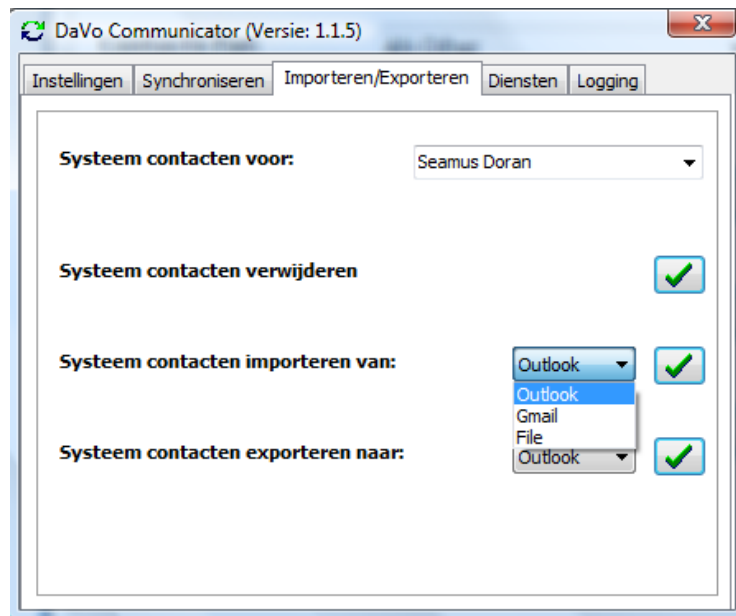 DaVo Communicator (Versie: 1.1.5)
Instellingen Synchroniseren Importeren/Exporteren Diensten Logging
Systeem contacten voor: Seamus Doran
Systeem contacten verwijderen
Systeem contacten importeren van: Outlook
Outlook
Gmail
File
Systeem contacten exporteren naar: Outlook